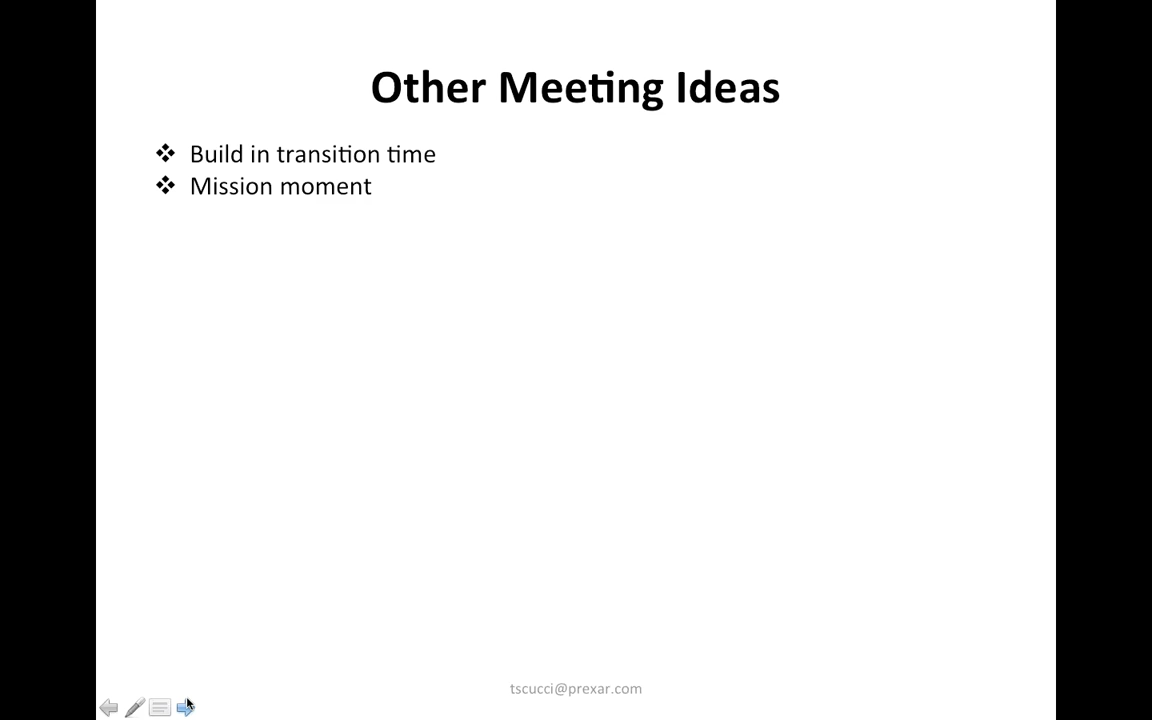 Other Meeting Ideas
❖ Build in transition time
❖ Mission moment
tscucci@prexar.com